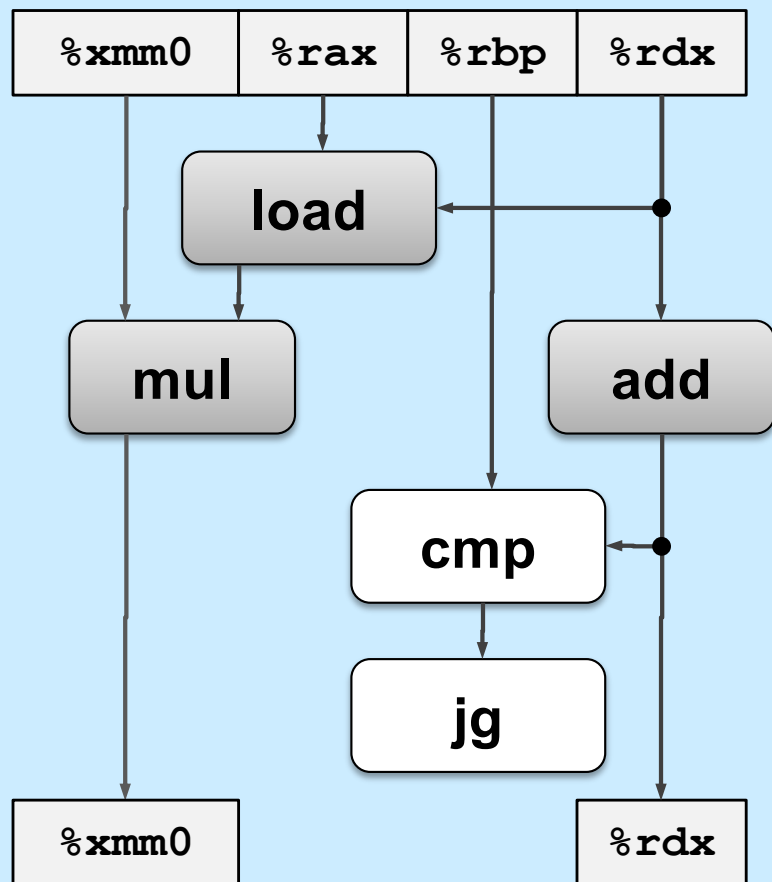 %xmm0 %rax %rbp %rdx
load
mul add
cmp
jg
%xmm0 %rdx